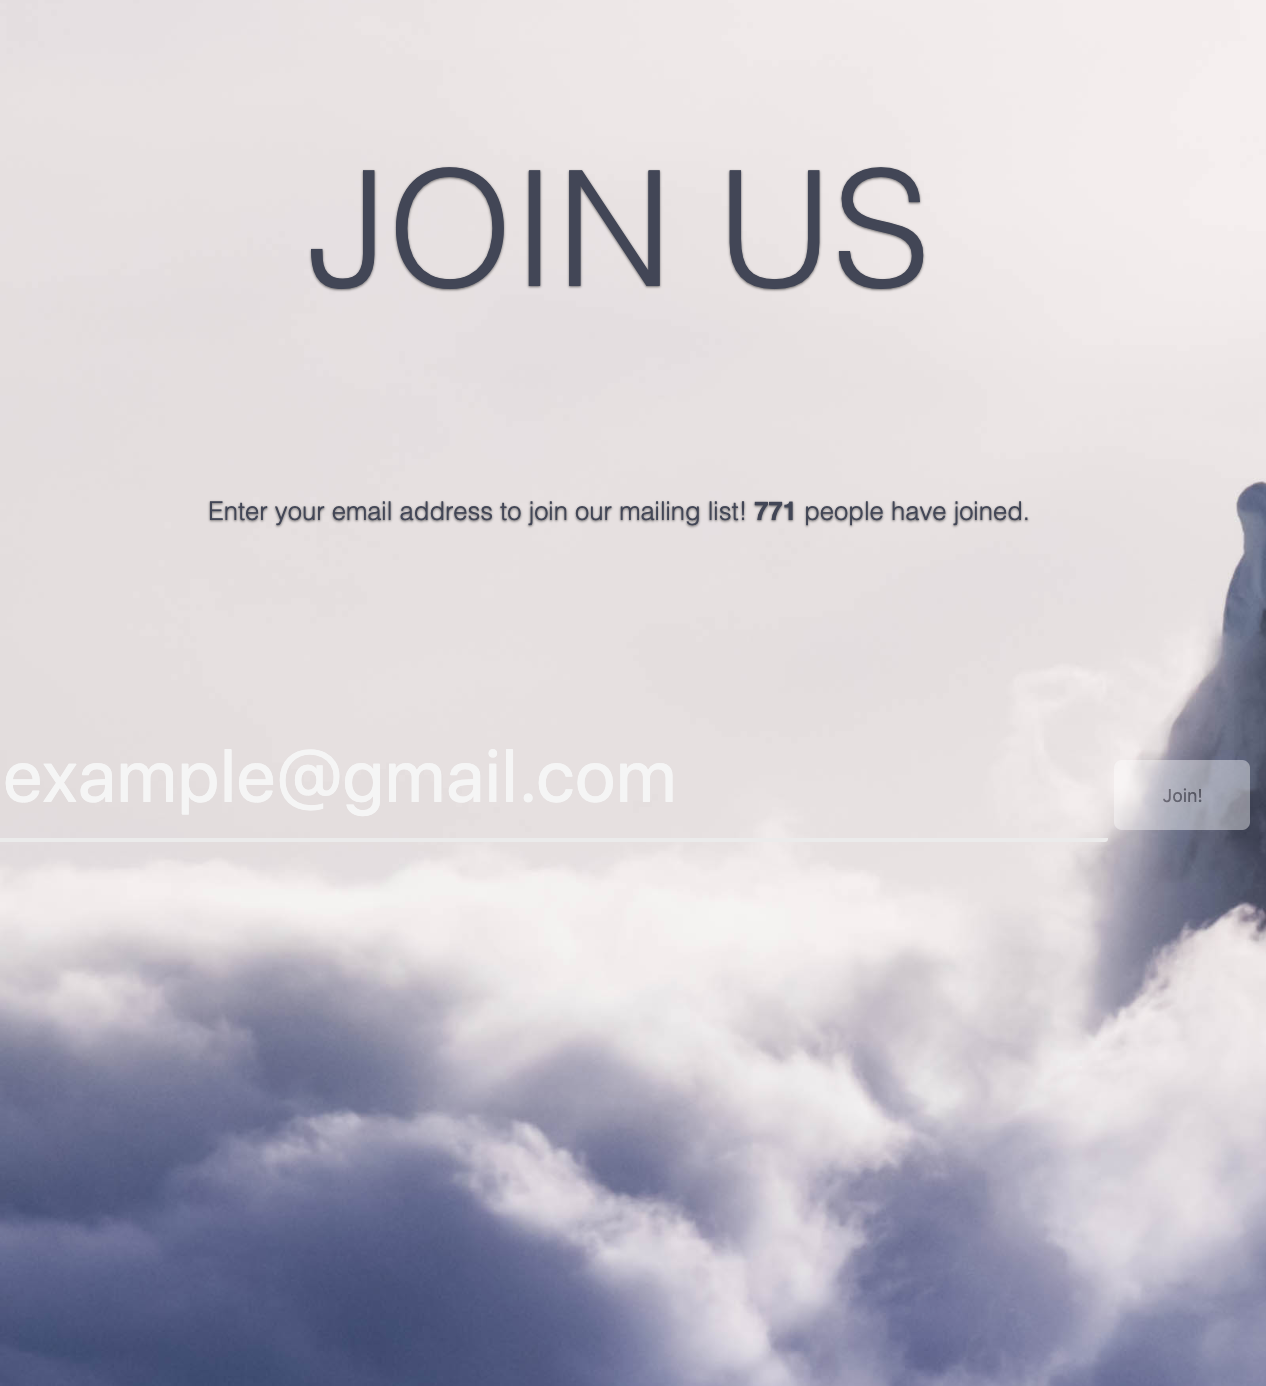 JOIN US
Enter your email address to join our mailing list! 771 people have joined.
example@gmail.com
Join!